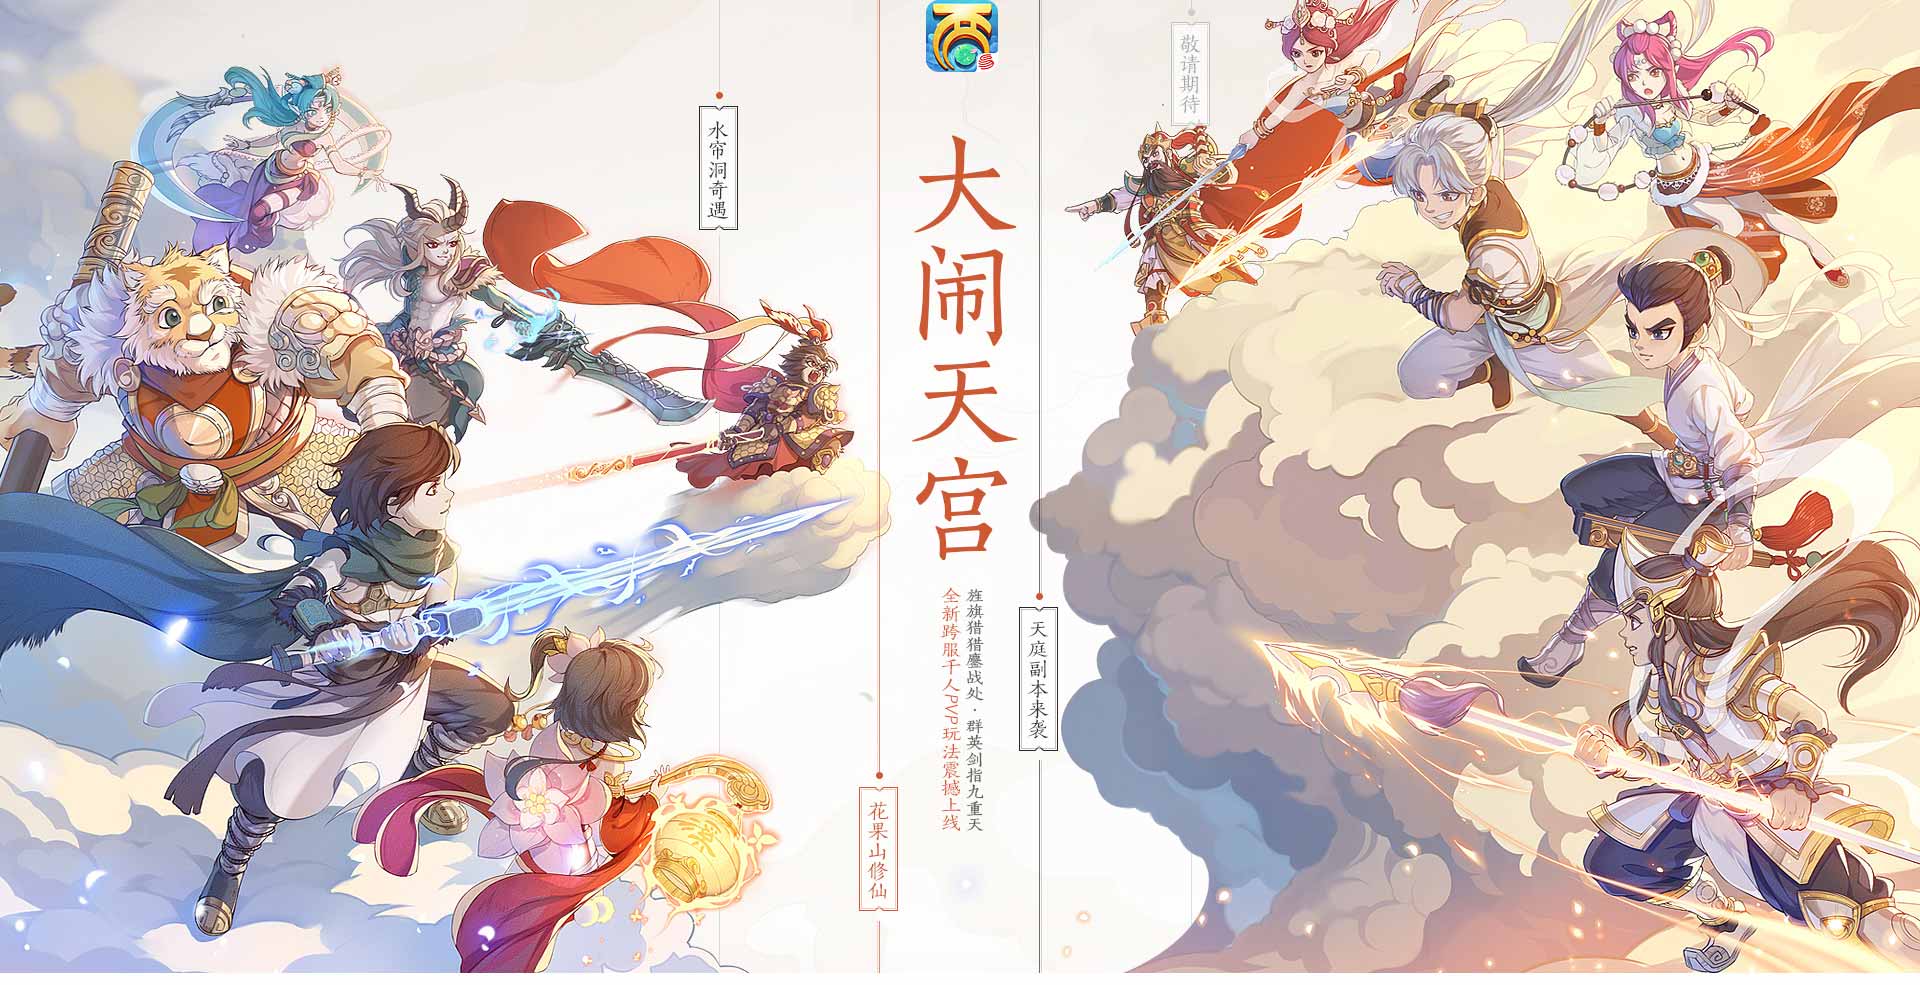 敬请期待
天庭副本来袭
大闹天宫
旌旗猎猎鏖战处·群英剑指九重天
全新跨服千人PVP玩法震撼上线
花果山修仙
水帘洞奇遇